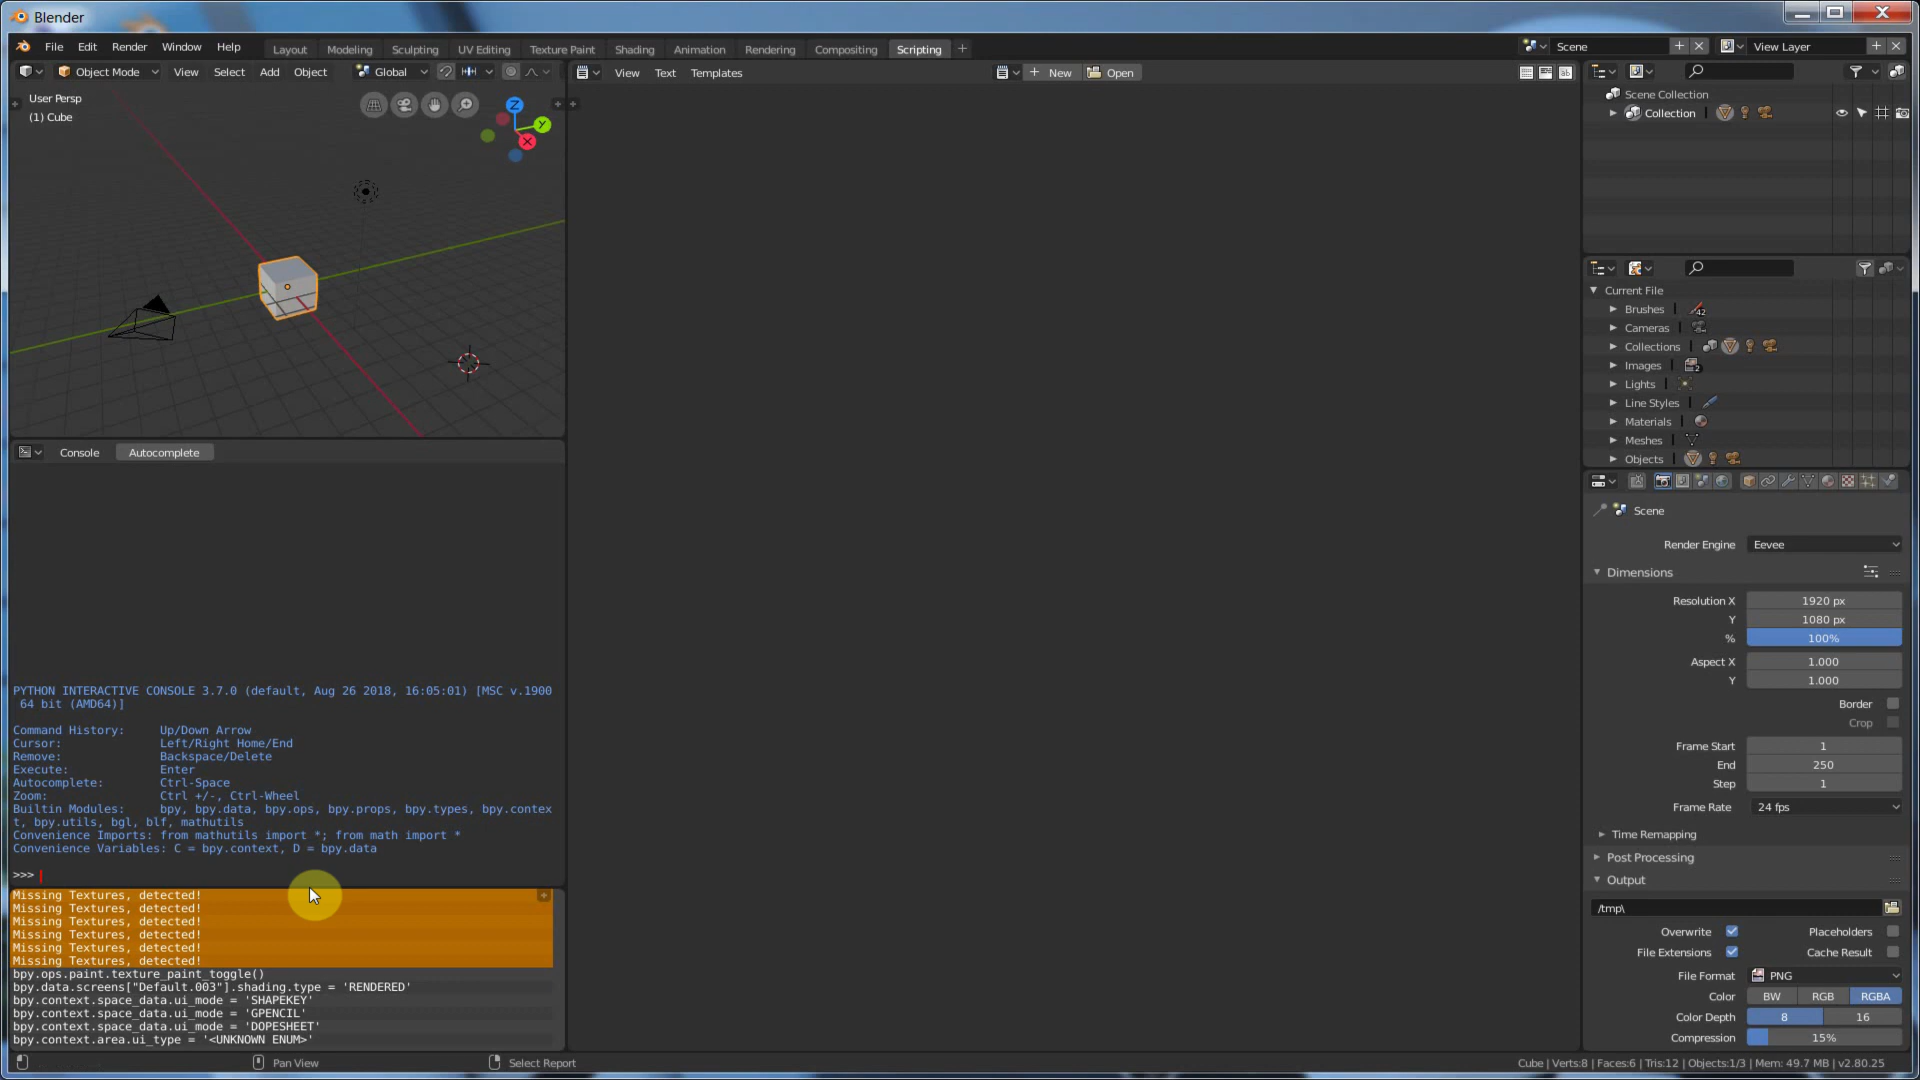 Blender
File Edit Render Window Help
Layout Modeling Sculpting UV Editing Texture Paint Shading Animation Rendering Compositing Scripting
Scene
View Layer
Object Mode View Select Add Object Global
View Text Templates
New Open
User Persp
(1) Cube
Z
Y
X
Scene Collection
Collection
Current File
Brushes 42
Cameras
Collections
Images 2
Lights
Line Styles
Materials
Meshes
Objects
Console Autocomplete
PYTHON INTERACTIVE CONSOLE 3.7.0 (default, Aug 26 2018, 16:05:01) [MSC v.1900
64 bit (AMD64)]
Command History: Up/Down Arrow
Cursor: Left/Right Home/End
Remove: Backspace/Delete
Execute: Enter
Autocomplete: Ctrl-Space
Zoom: Ctrl +/-, Ctrl-Wheel
Builtin Modules: bpy, bpy.data, bpy.ops, bpy.props, bpy.types, bpy.contex
t, bpy.utils, bgl, blf, mathutils
Convenience Imports: from mathutils import *; from math import *
Convenience Variables: C = bpy.context, D = bpy.data
>>>
Missing Textures, detected!
Missing Textures, detected!
Missing Textures, detected!
Missing Textures, detected!
Missing Textures, detected!
Missing Textures, detected!
bpy.ops.paint.texture_paint_toggle()
bpy.data.screens["Default.003"].shading.type = 'RENDERED'
bpy.context.space_data.ui_mode = 'SHAPEKEY'
bpy.context.space_data.ui_mode = 'GPENCIL'
bpy.context.space_data.ui_mode = 'DOPESHEET'
bpy.context.area.ui_type = '<UNKNOWN ENUM>'
Scene
Render Engine Eevee
Dimensions
Resolution X 1920 px
Y 1080 px
% 100%
Aspect X 1.000
Y 1.000
Border
Crop
Frame Start 1
End 250
Step 1
Frame Rate 24 fps
Time Remapping
Post Processing
Output
/tmp\
Overwrite Placeholders
File Extensions Cache Result
File Format PNG
Color BW RGB RGBA
Color Depth 8 16
Compression 15%
Pan View
Select Report
Cube | Verts:8 | Faces:6 | Tris:12 | Objects:1/3 | Mem: 49.7 MB | v2.80.25